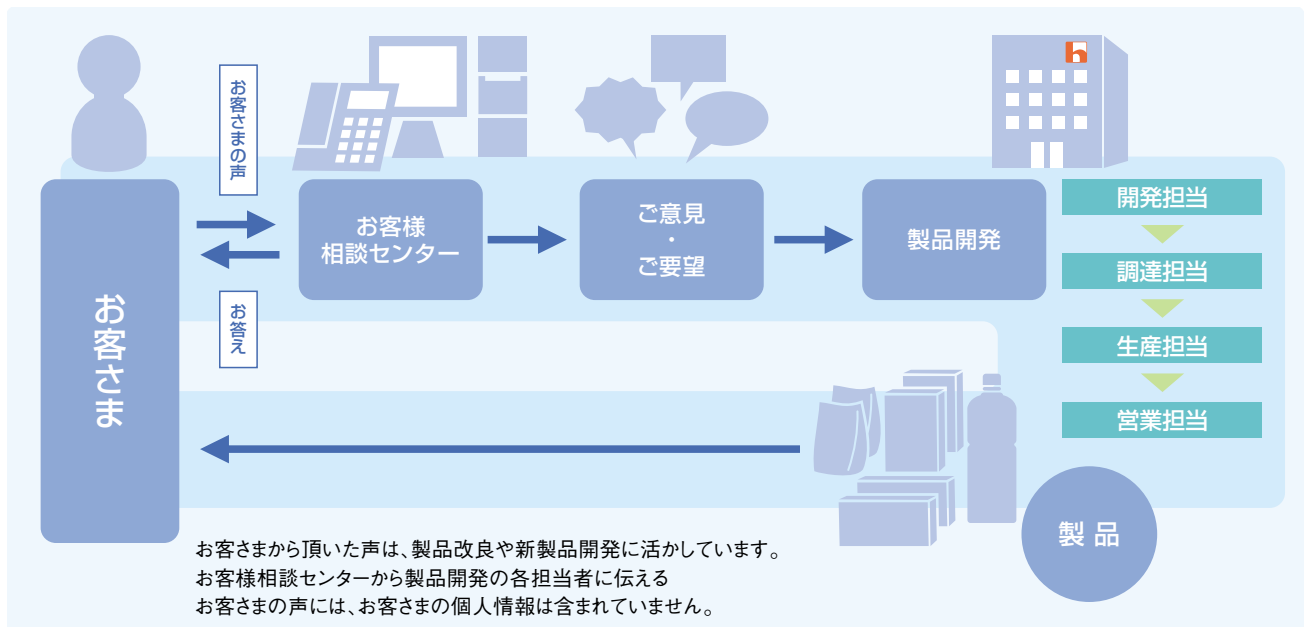 お客さまの声
お答え
お客さま
お客様
相談センター
ご意見
・
ご要望
製品開発
開発担当
調達担当
生産担当
営業担当
製品
お客さまから頂いた声は、製品改良や新製品開発に活かしています。
お客様相談センターから製品開発の各担当者に伝える
お客さまの声には、お客さまの個人情報は含まれていません。